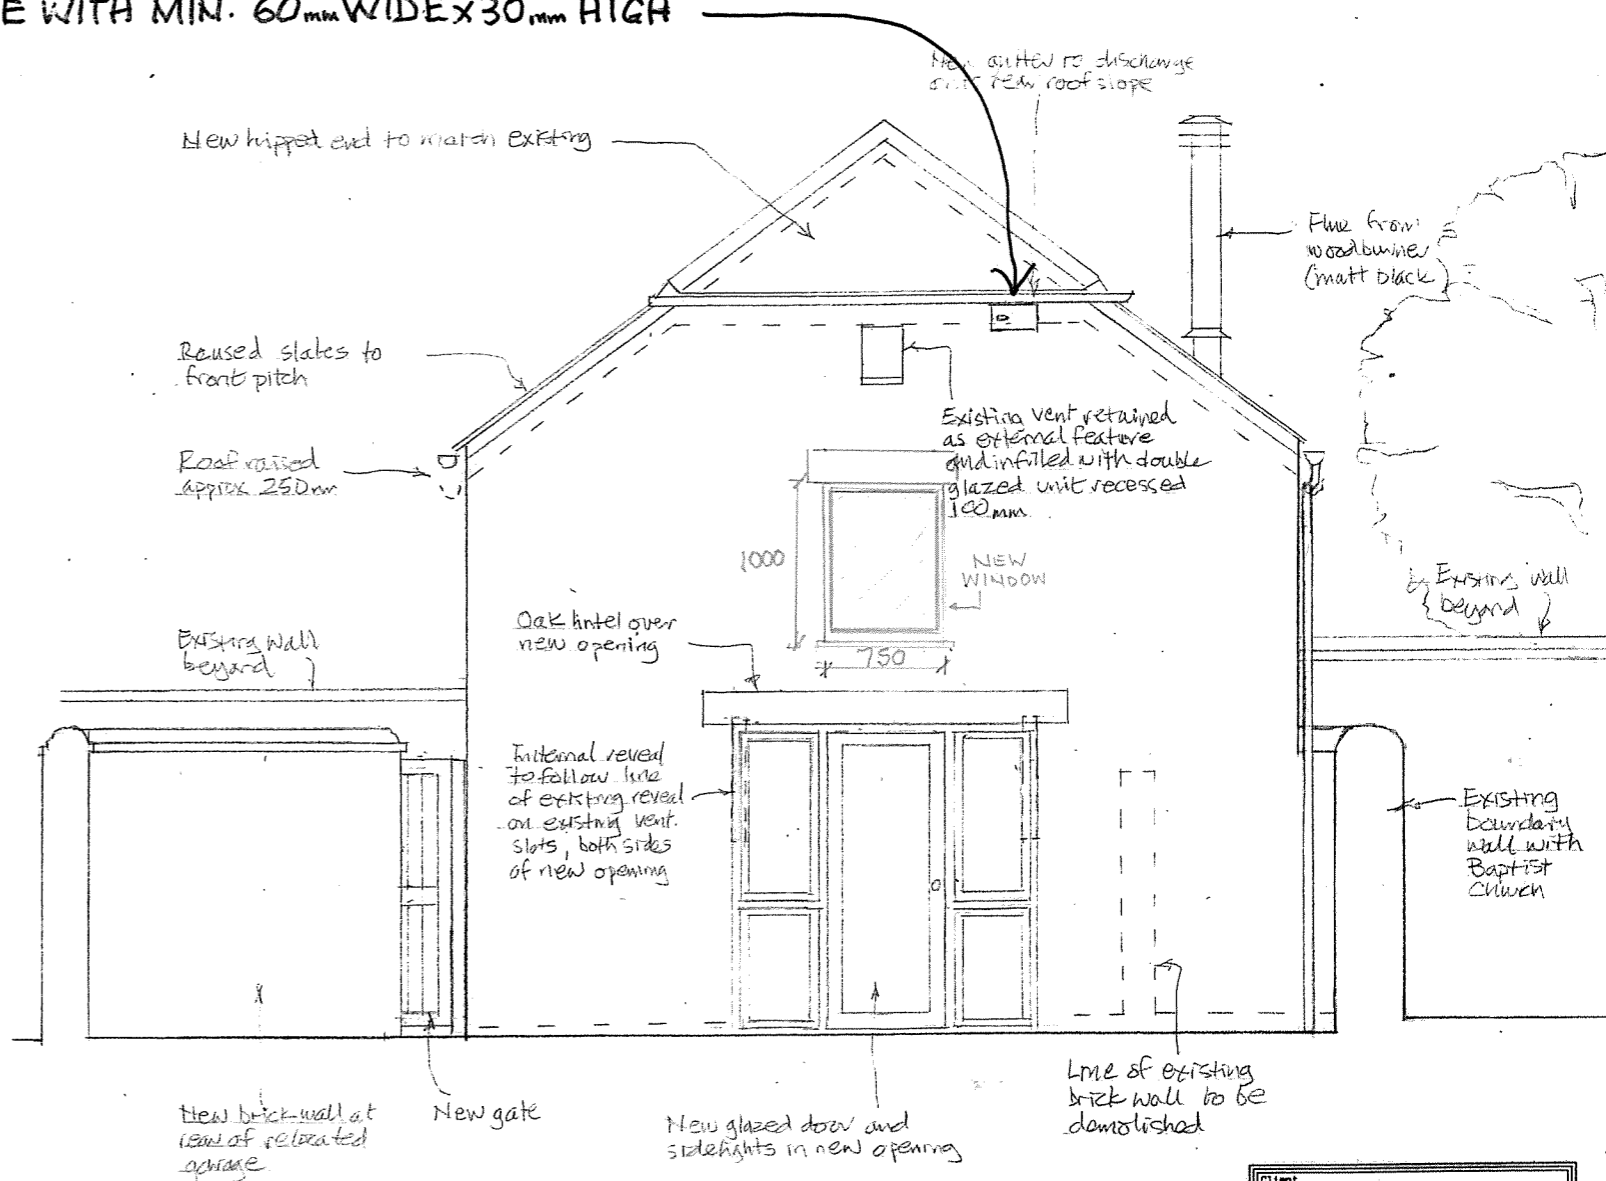 E WITH MIN. 60mm WIDE x 30mm HIGH
New gutter to discharge
onto rear roof slope
New hipped end to match existing
Flue from
woodburner
(matt black)
Reused slates to
front pitch
Existing vent retained
as external feature
and infilled with double
glazed unit recessed
100mm
Roof raised
approx 250mm
1000
NEW
WINDOW
750
Existing wall
beyond
Oak lintel over
new opening
Existing wall
beyond
Internal reveal
to follow line
of existing reveal
on existing vent.
slots, both sides
of new opening
Existing
boundary
wall with
Baptist
Church
Line of existing
brick wall to be
demolished
New brick wall at
rear of relocated
garage
New gate
New glazed door and
sidelights in new opening
Client